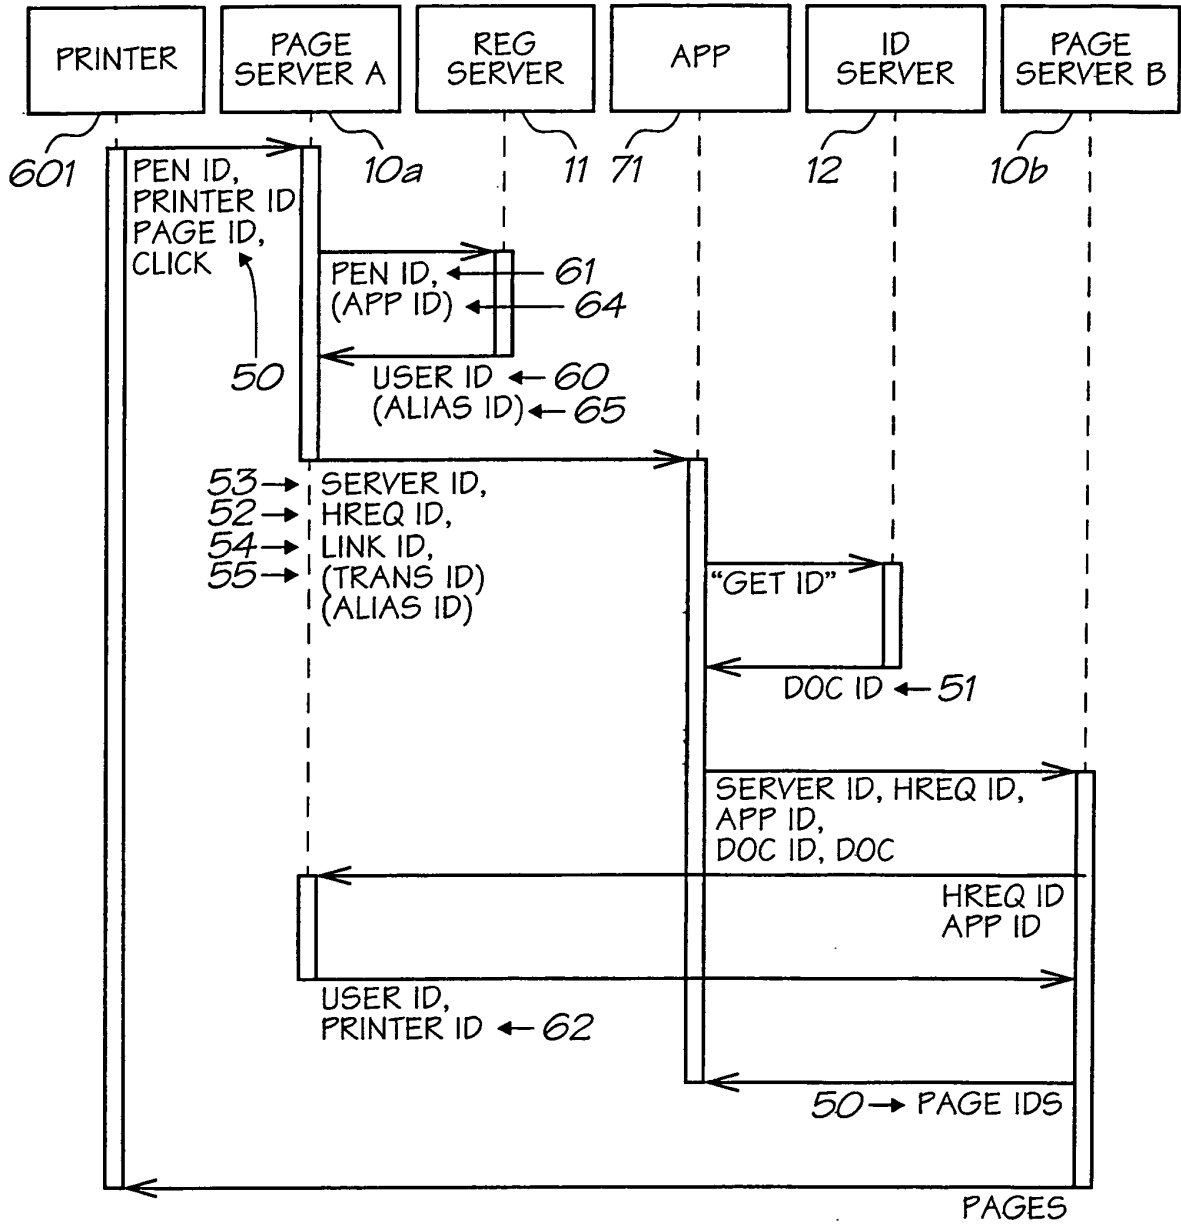 PRINTER
PAGE
SERVER A
REG
SERVER
APP
ID
SERVER
PAGE
SERVER B
601
10a
11
71
12
10b
PEN ID,
PRINTER ID
PAGE ID,
CLICK
50
PEN ID,
61
(APP ID)
64
USER ID
60
(ALIAS ID)
65
53
SERVER ID,
52
HREQ ID,
54
LINK ID,
55
(TRANS ID)
(ALIAS ID)
"GET ID"
DOC ID
51
SERVER ID, HREQ ID,
APP ID,
DOC ID, DOC
HREQ ID
APP ID
USER ID,
PRINTER ID
62
50
PAGE IDS
PAGES